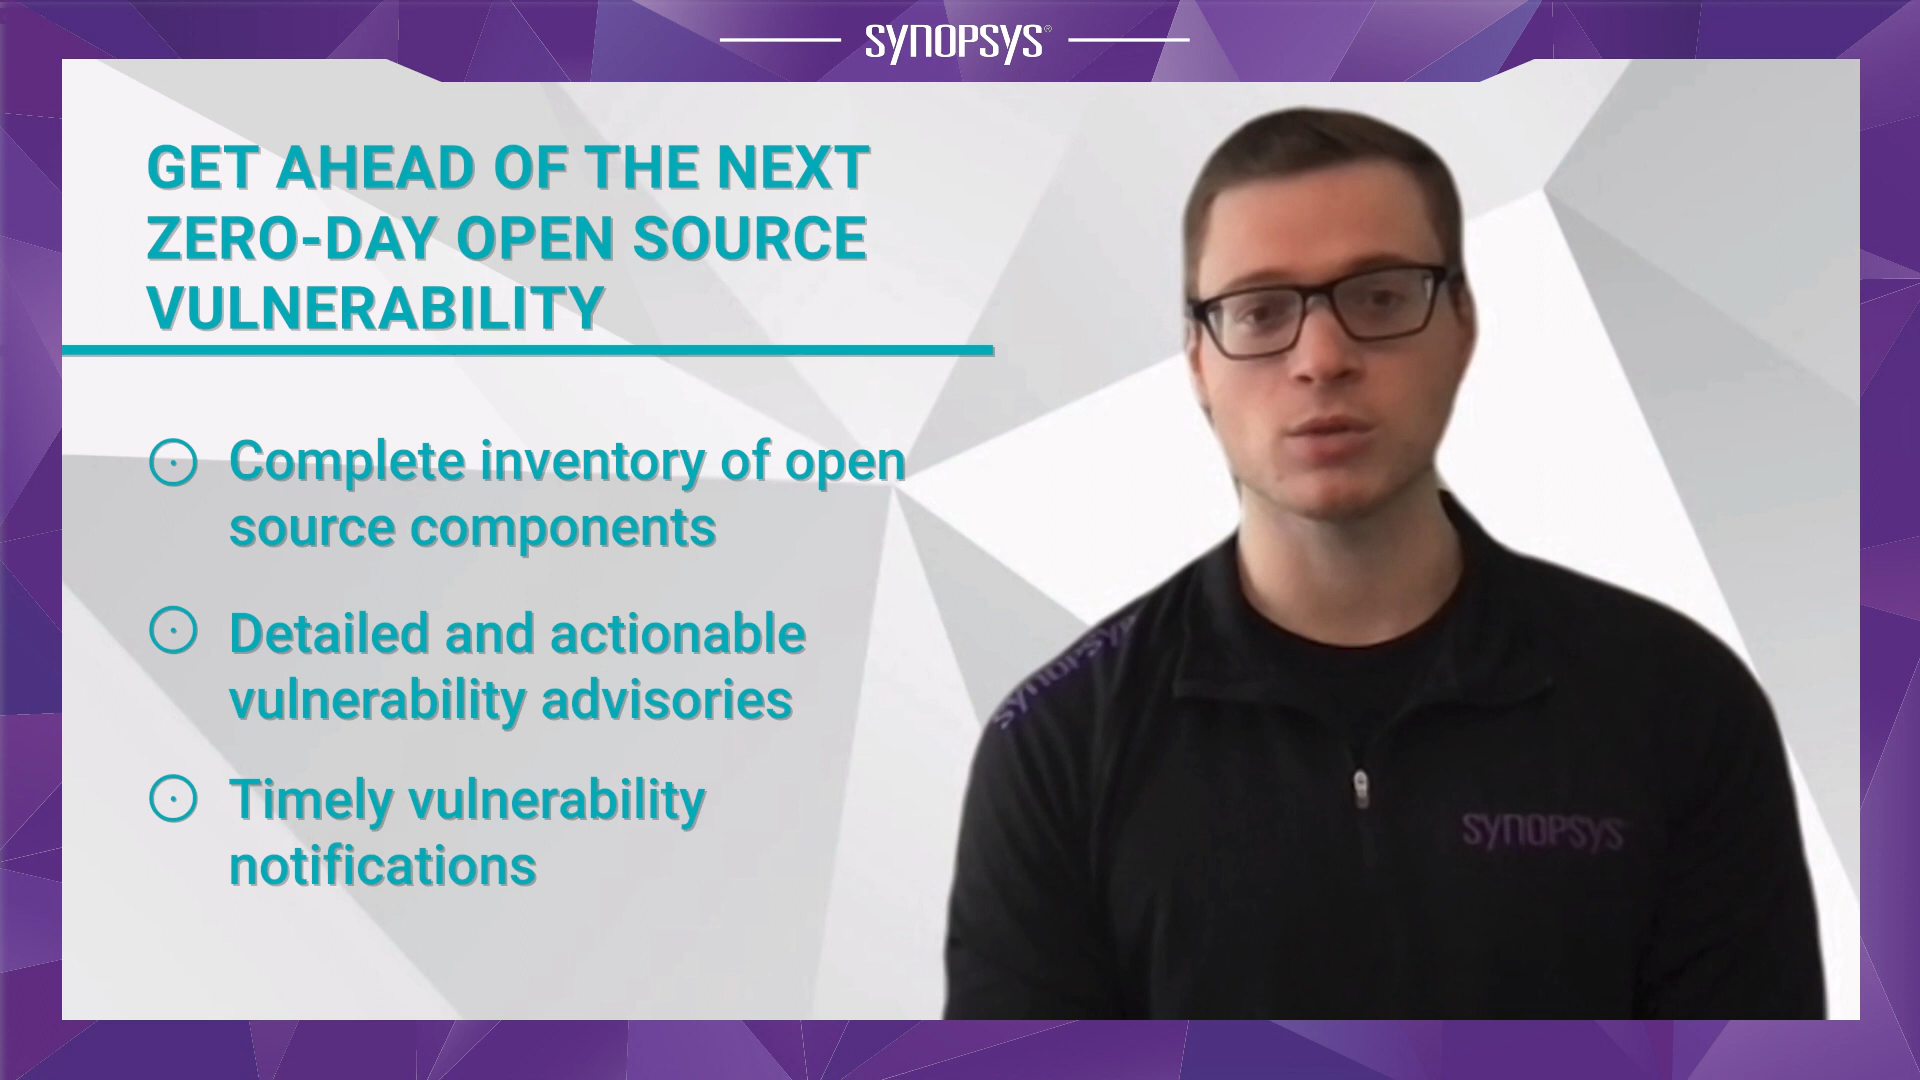 SYNOPSYS®
GET AHEAD OF THE NEXT
ZERO-DAY OPEN SOURCE
VULNERABILITY
Complete inventory of open
source components
Detailed and actionable
vulnerability advisories
Timely vulnerability
notifications
SYNOPSYS
SYNOPSYS